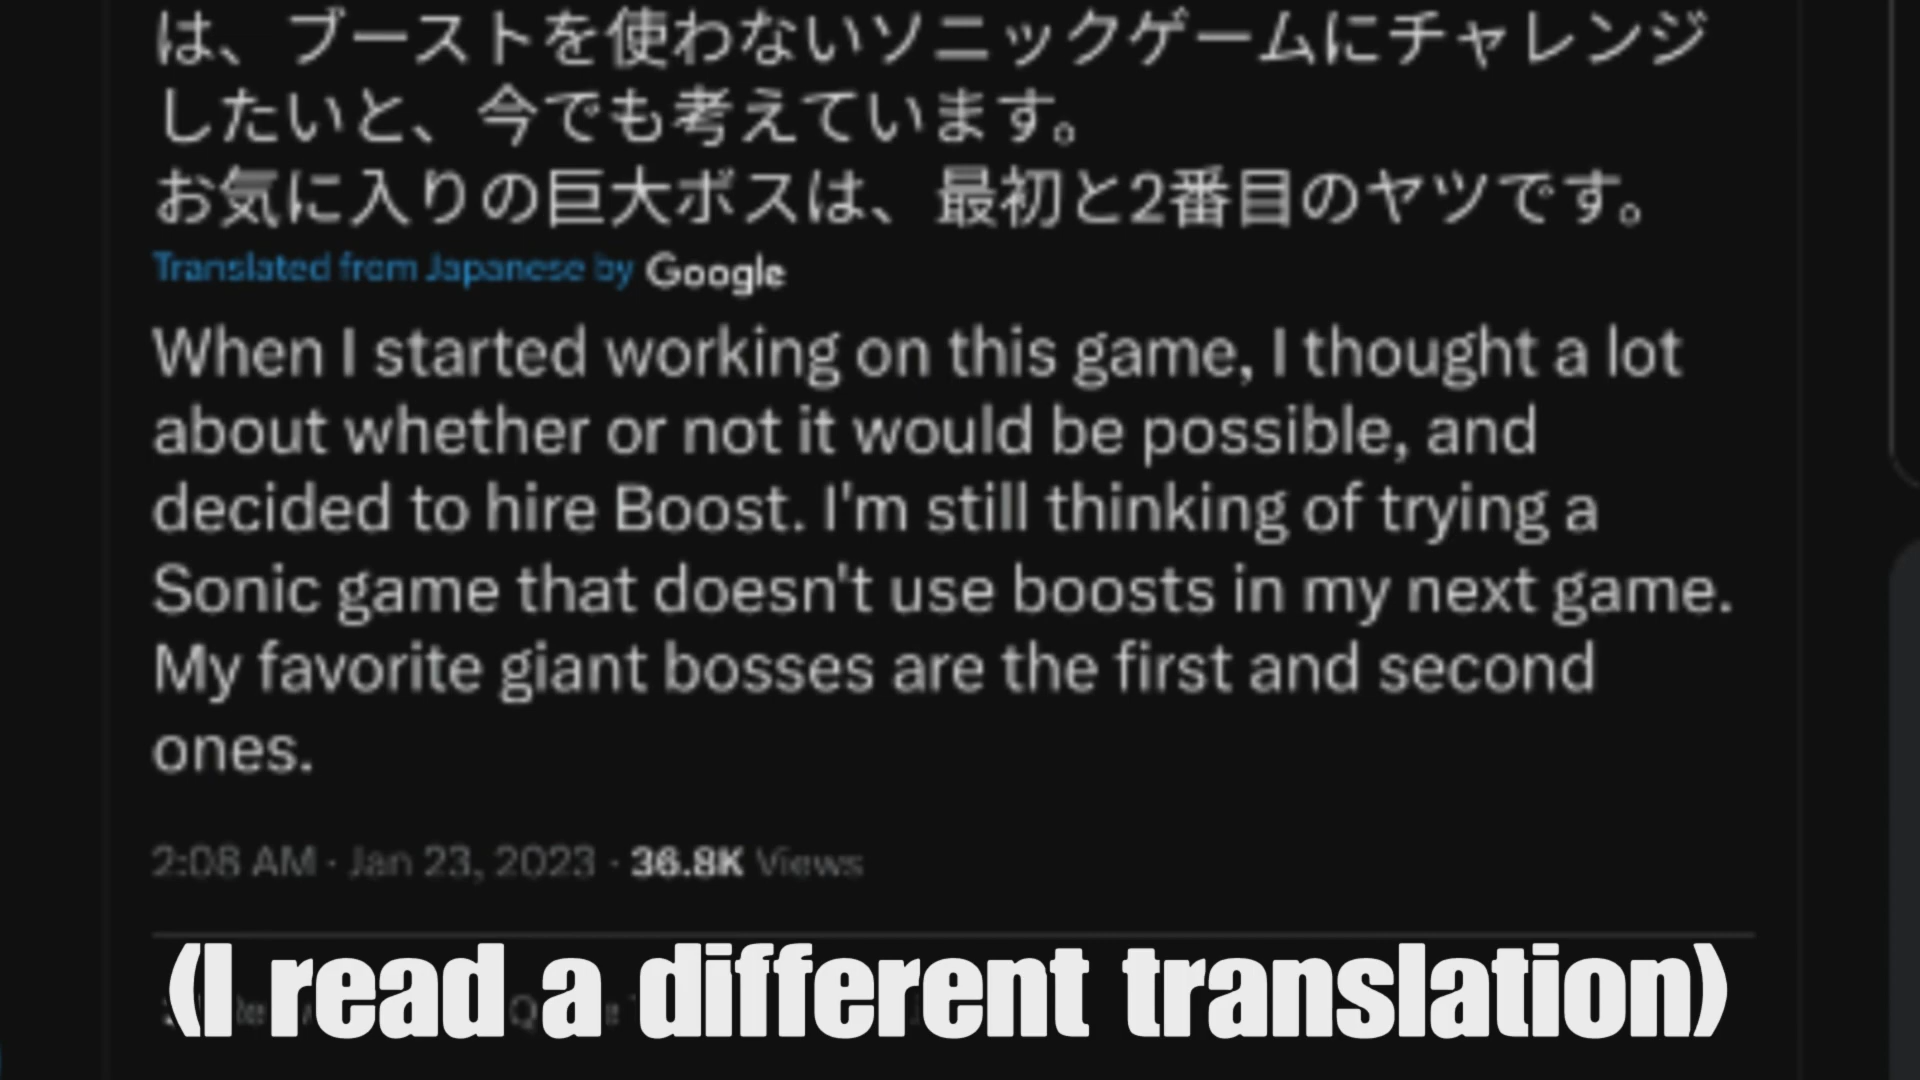 は、ブーストを使わないソニックゲームにチャレンジ
したいと、今でも考えています。
お気に入りの巨大ボスは、最初と2番目のヤツです。
Translated from Japanese by Google
When I started working on this game, I thought a lot
about whether or not it would be possible, and
decided to hire Boost. I'm still thinking of trying a
Sonic game that doesn't use boosts in my next game.
My favorite giant bosses are the first and second
ones.
2:08 AM · Jan 23, 2023 · 36.8K Views
(I read a different translation)